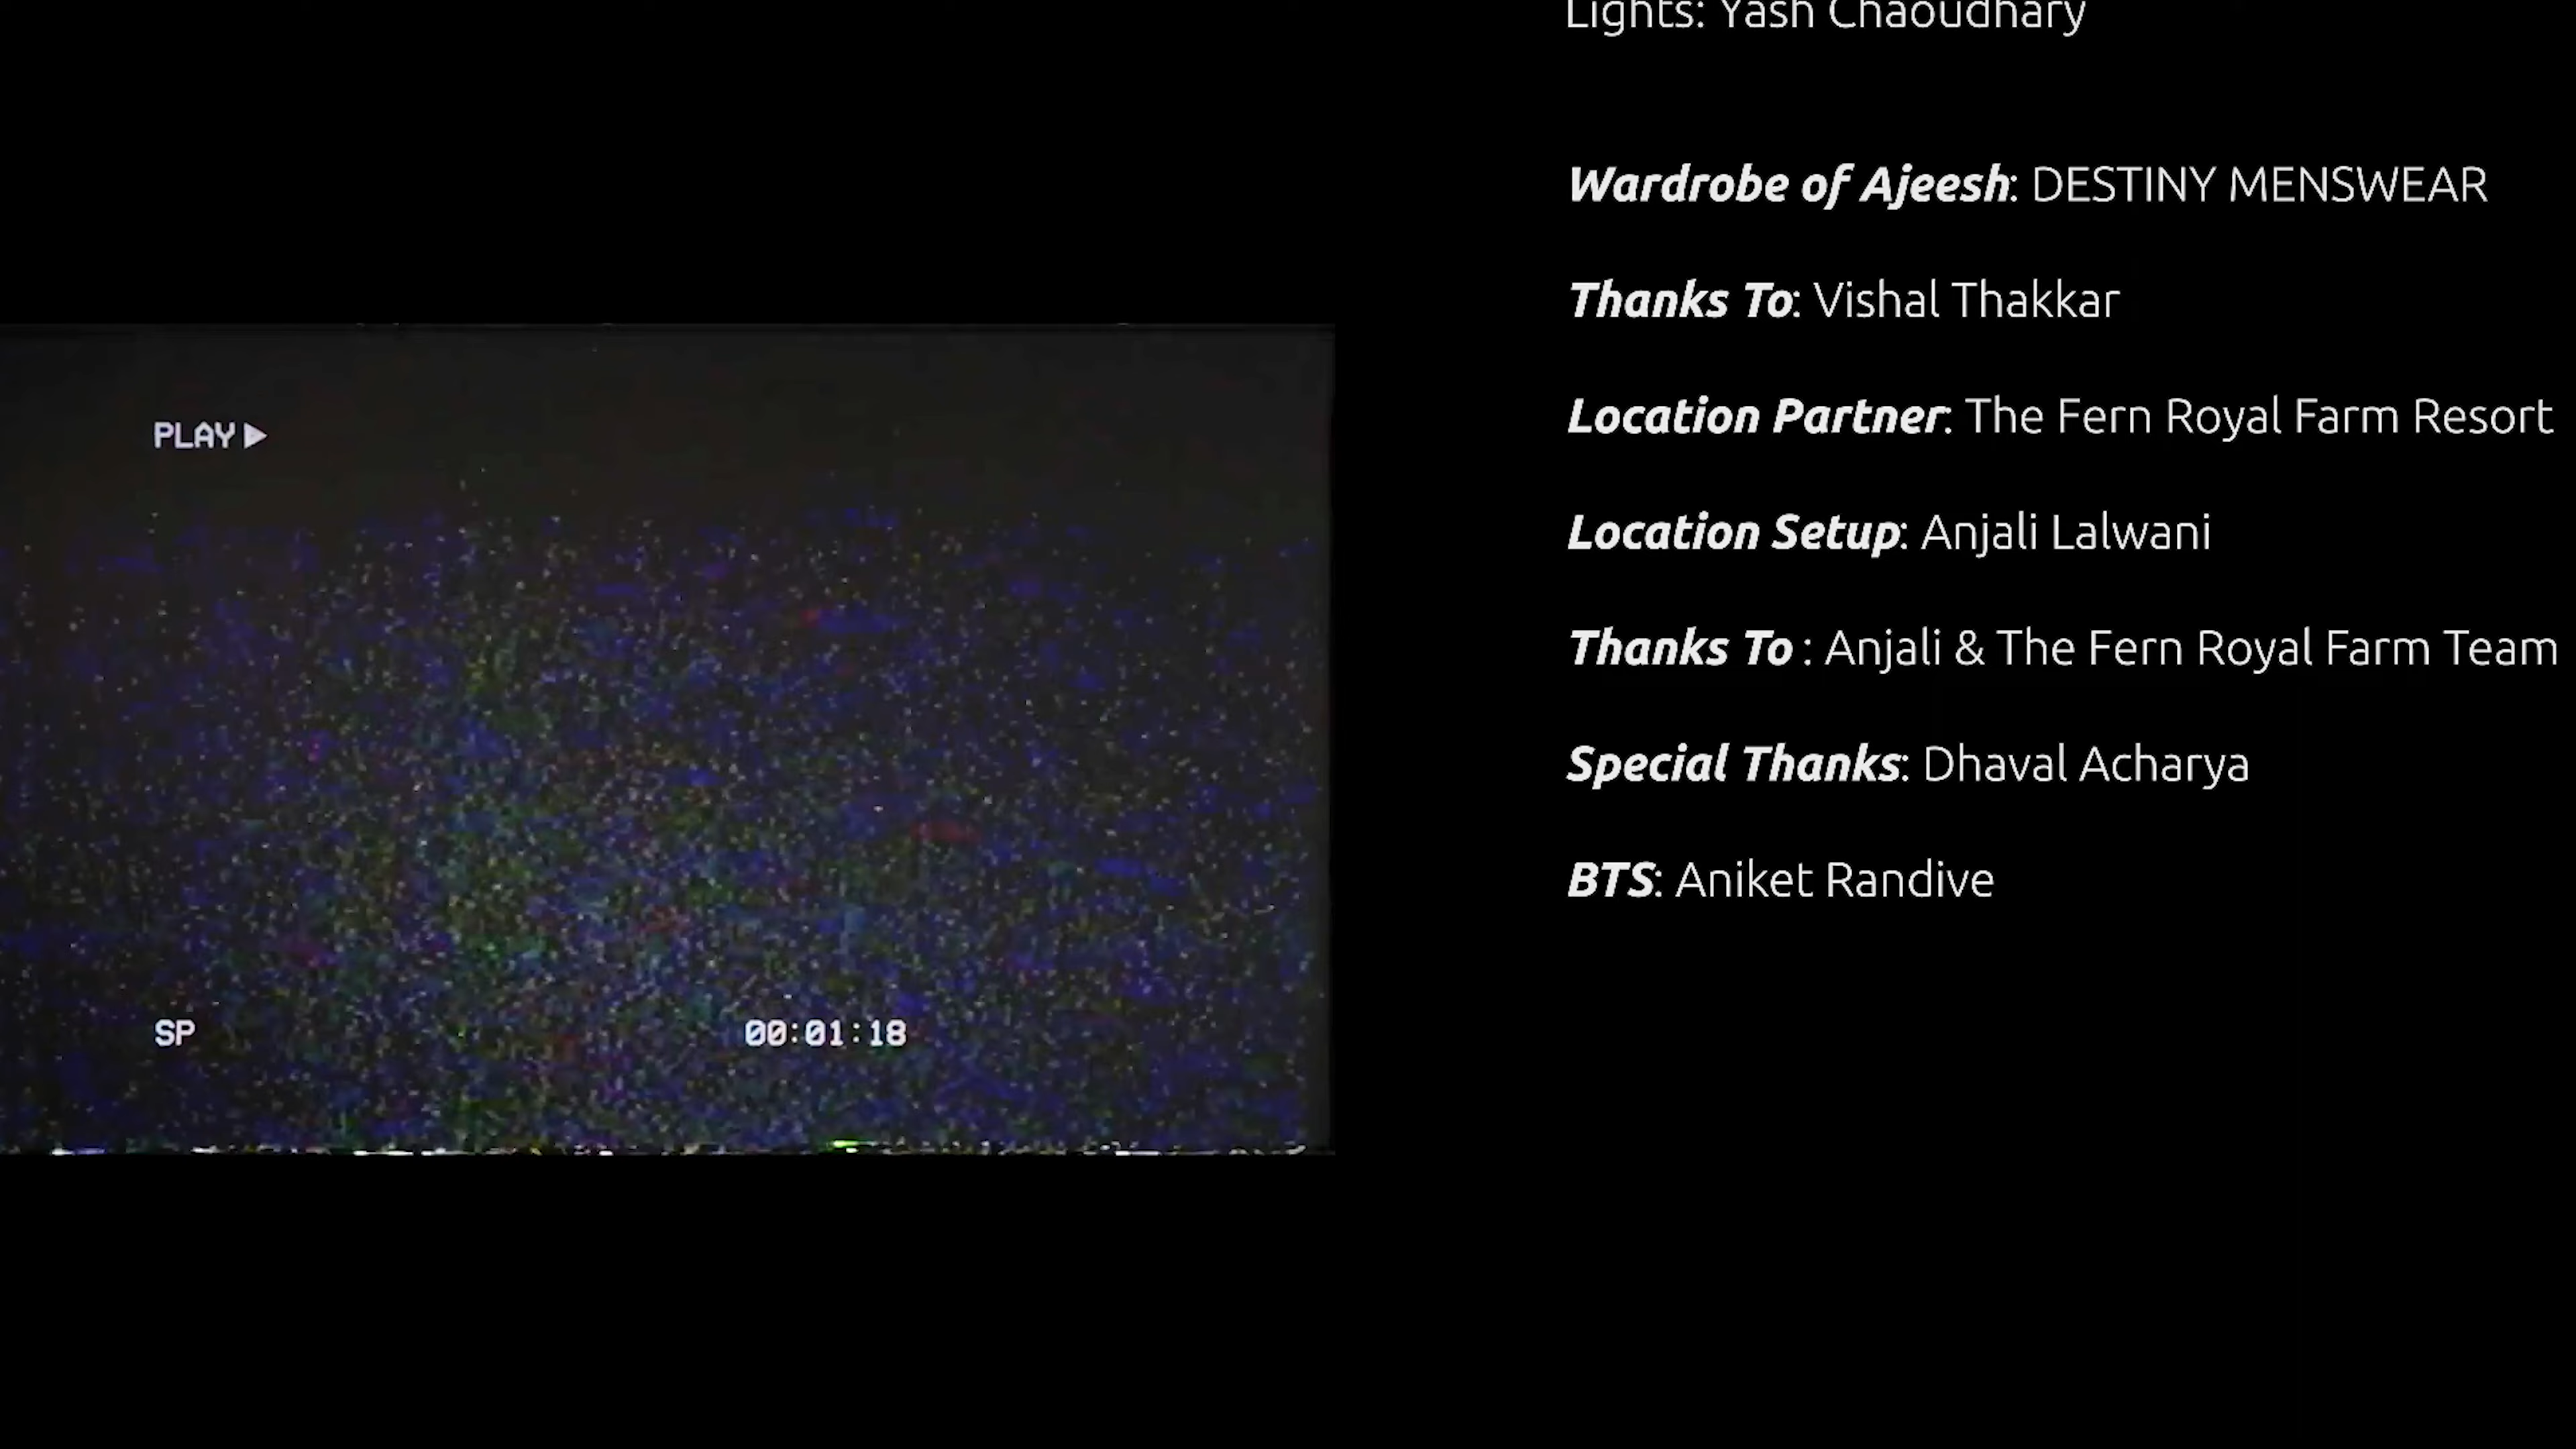 Lights: Yash Chaoudhary
Wardrobe of Ajeesh: DESTINY MENSWEAR
Thanks To: Vishal Thakkar
Location Partner: The Fern Royal Farm Resort
Location Setup: Anjali Lalwani
Thanks To : Anjali & The Fern Royal Farm Team
Special Thanks: Dhaval Acharya
BTS: Aniket Randive
PLAY
SP
00:01:18